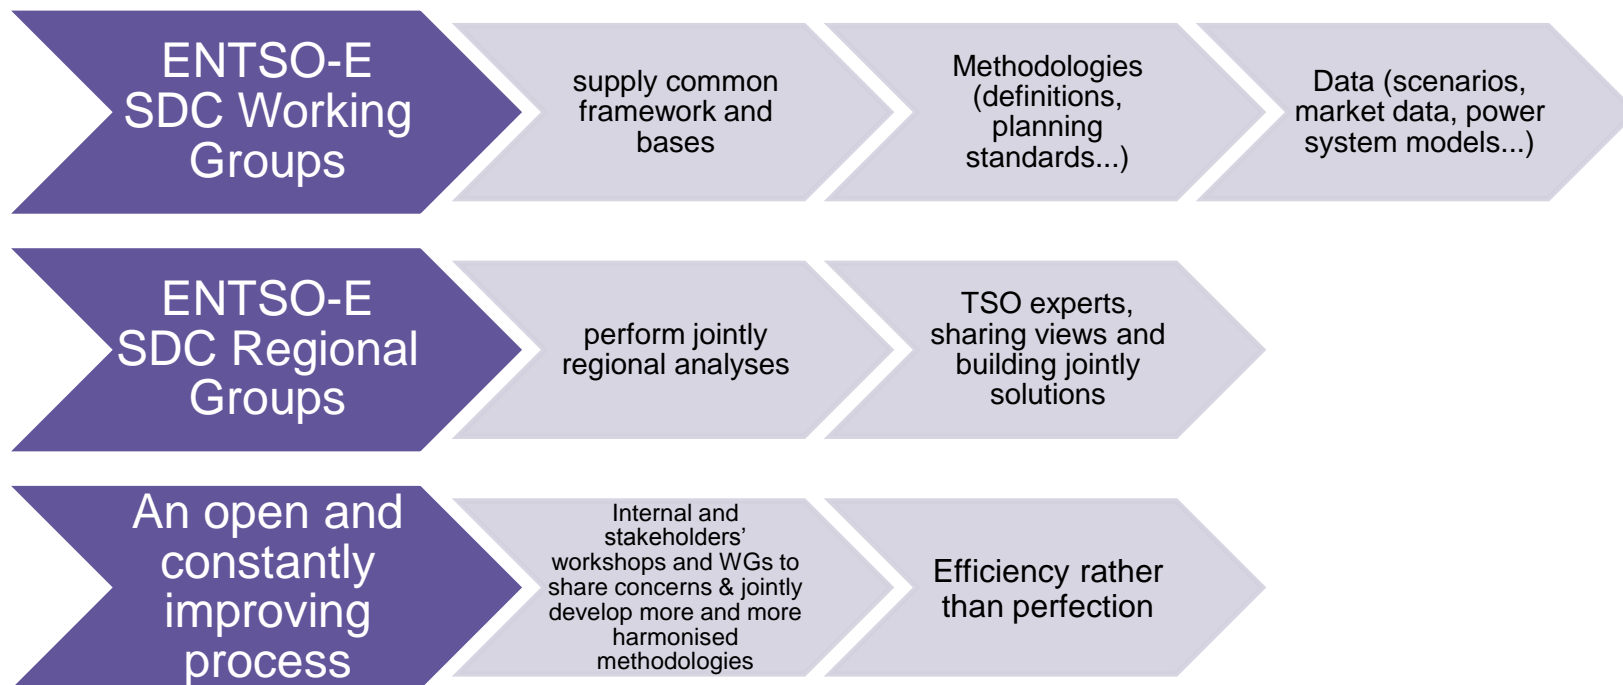 ENTSO-E
SDC Working
Groups
supply common
framework and
bases
Methodologies
(definitions,
planning
standards...)
Data (scenarios,
market data, power
system models...)
ENTSO-E
SDC Regional
Groups
perform jointly
regional analyses
TSO experts,
sharing views and
building jointly
solutions
An open and
constantly
improving
process
Internal and
stakeholders’
workshops and WGs to
share concerns & jointly
develop more and more
harmonised
methodologies
Efficiency rather
than perfection